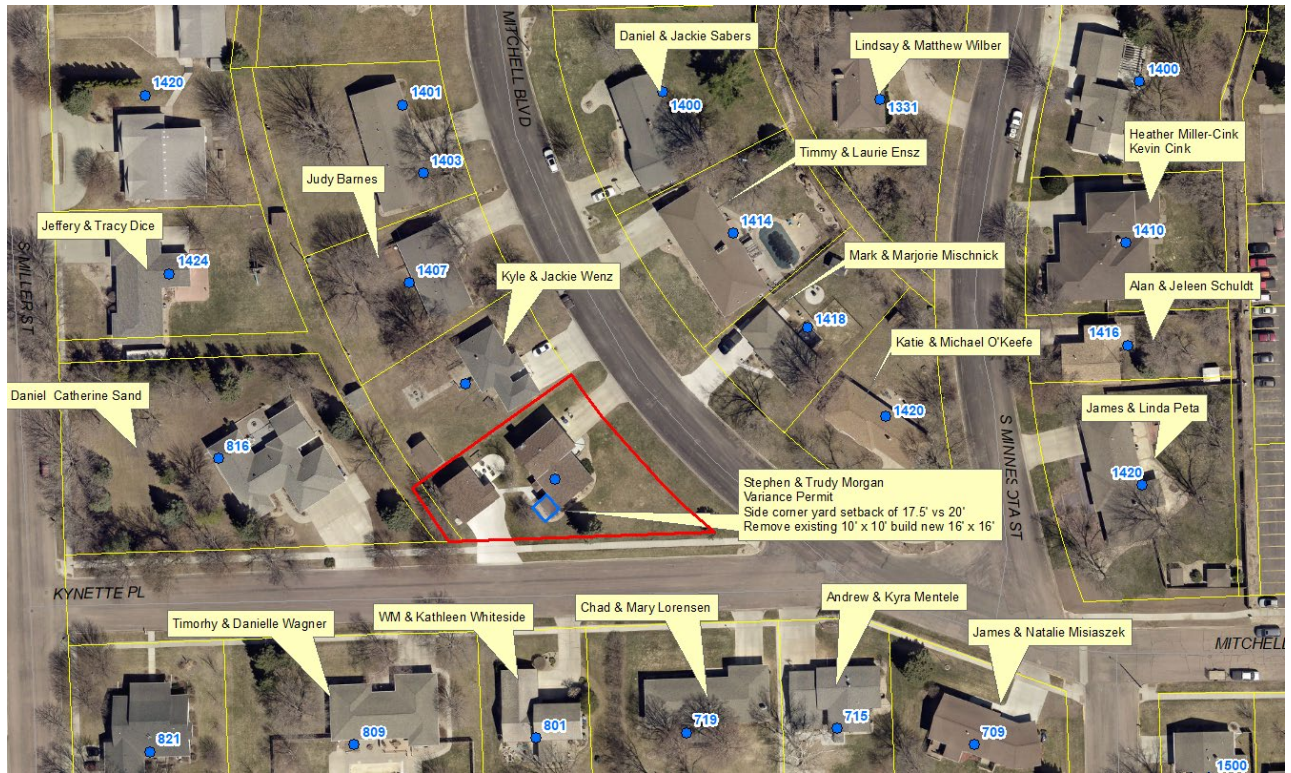 MITCHELL BLVD
Daniel & Jackie Sabers
Lindsay & Matthew Wilber
1420
1401
1400
1331
1400
Heather Miller-Cink
Kevin Cink
Timmy & Laurie Ensz
1403
Judy Barnes
Jeffery & Tracy Dice
1414
1410
S MILLER ST
1424
1407
Kyle & Jackie Wenz
Mark & Marjorie Mischnick
Alan & Jeleen Schuldt
1418
1416
Katie & Michael O'Keefe
Daniel Catherine Sand
1420
James & Linda Peta
816
S MINNESOTA ST
1420
Stephen & Trudy Morgan
Variance Permit
Side corner yard setback of 17.5' vs 20'
Remove existing 10' x 10' build new 16' x 16'
KYNETTE PL
Timorhy & Danielle Wagner
WM & Kathleen Whiteside
Chad & Mary Lorensen
Andrew & Kyra Mentele
James & Natalie Misiaszek
MITCHELL
821
809
801
719
715
709
1500